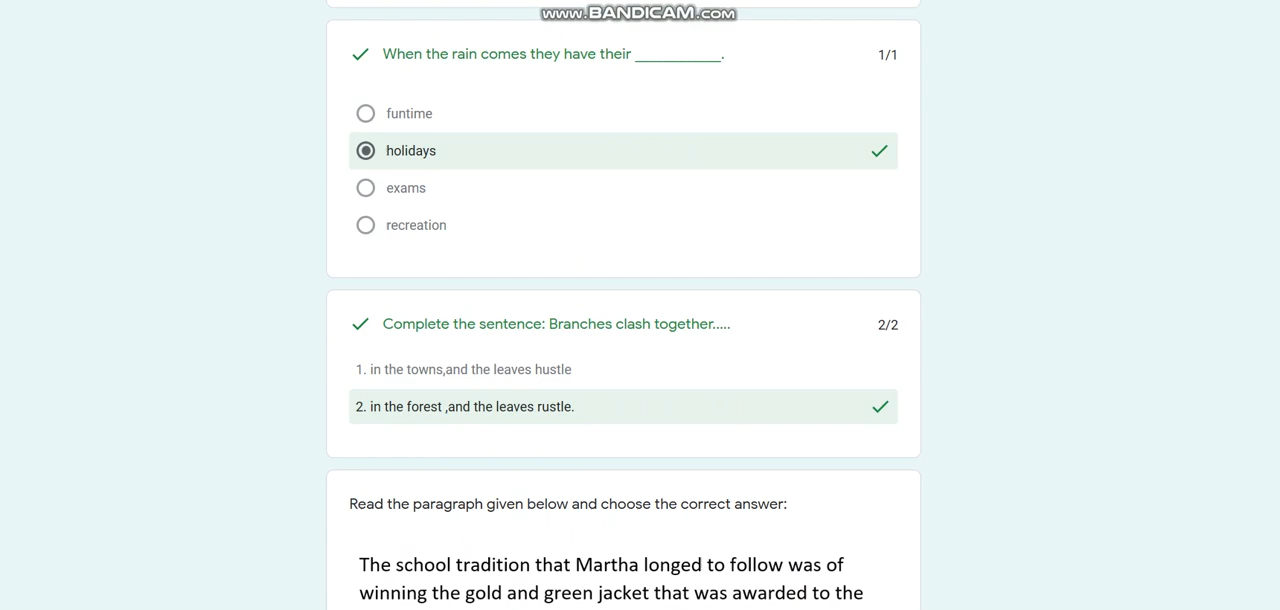 www.BANDICAM.com
When the rain comes they have their ___________.
1/1
funtime
holidays
exams
recreation
Complete the sentence: Branches clash together.....
2/2
1. in the towns,and the leaves hustle
2. in the forest ,and the leaves rustle.
Read the paragraph given below and choose the correct answer:
The school tradition that Martha longed to follow was of
winning the gold and green jacket that was awarded to the